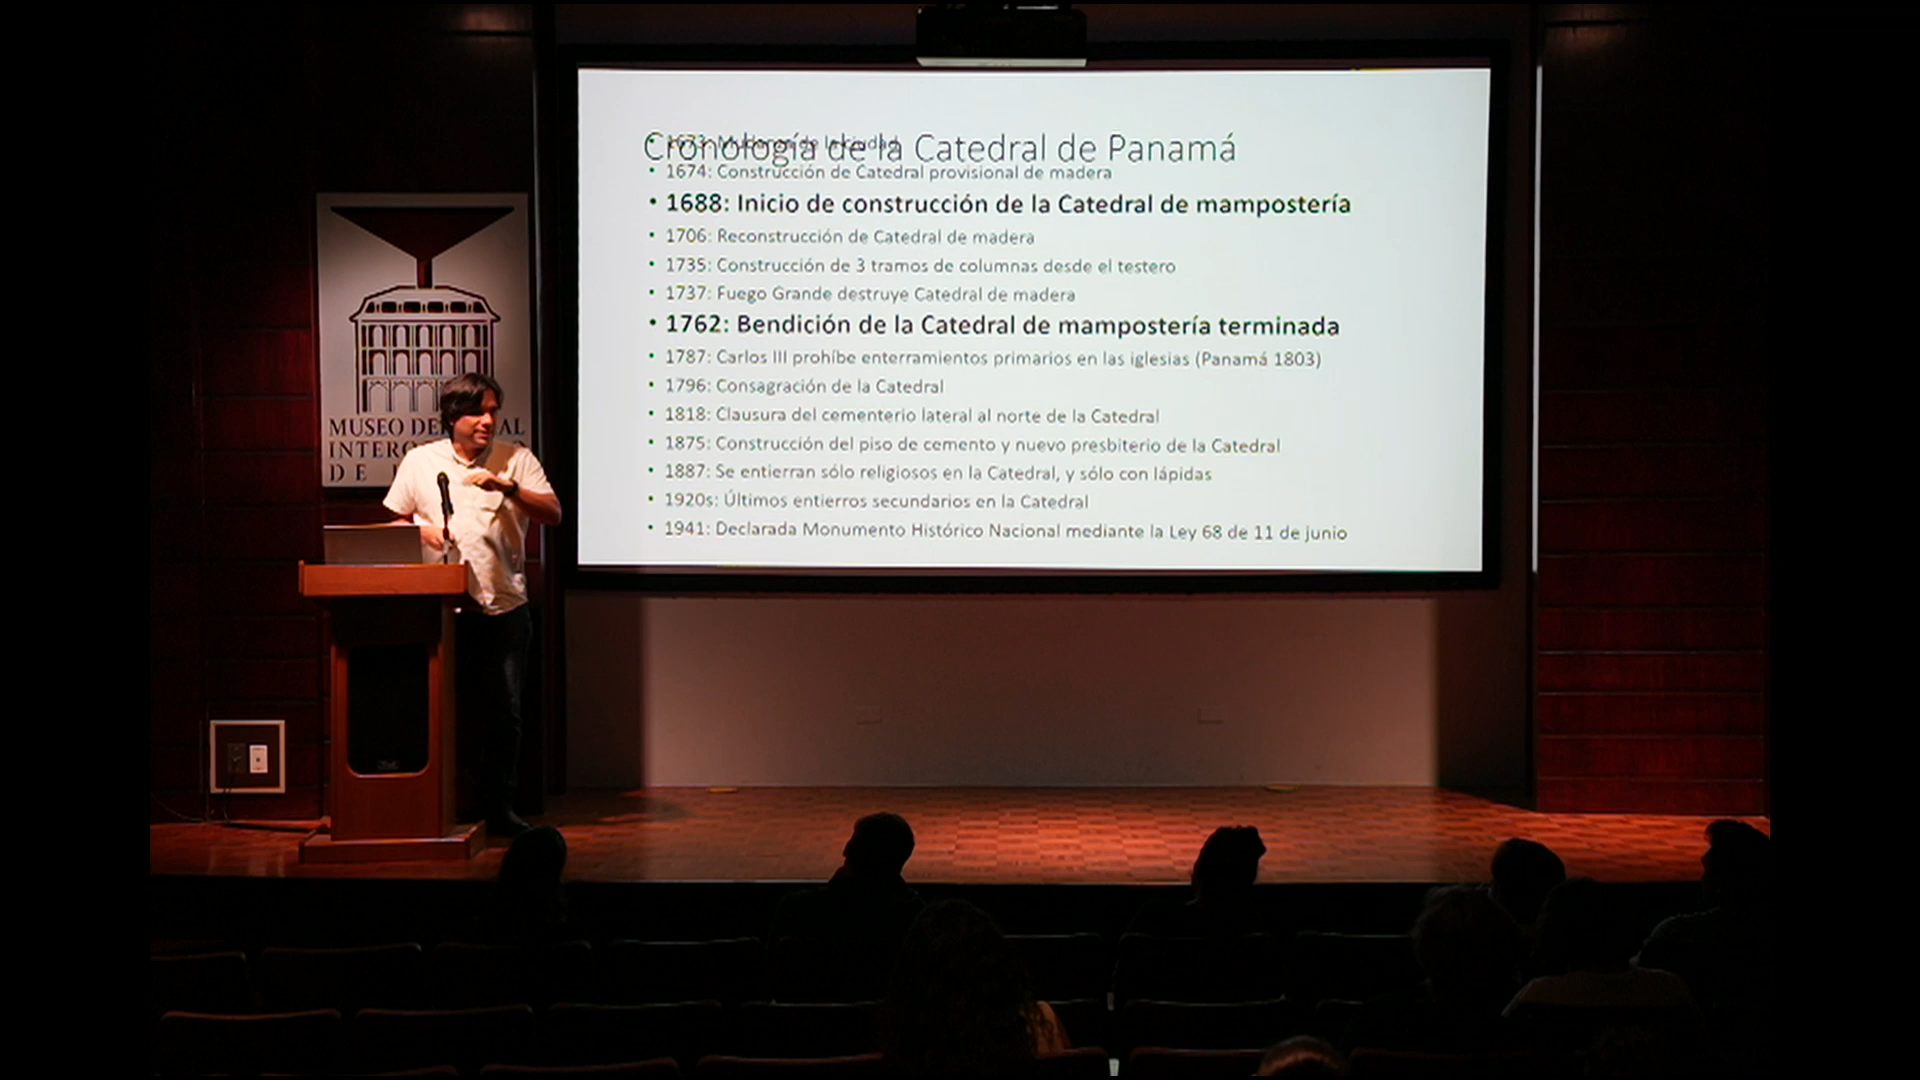 Cronología de la Catedral de Panamá
• 1673: Mudanza de la ciudad
• 1674: Construcción de Catedral provisional de madera
• 1688: Inicio de construcción de la Catedral de mampostería
• 1706: Reconstrucción de Catedral de madera
• 1735: Construcción de 3 tramos de columnas desde el testero
• 1737: Fuego Grande destruye Catedral de madera
• 1762: Bendición de la Catedral de mampostería terminada
• 1787: Carlos III prohíbe enterramientos primarios en las iglesias (Panamá 1803)
• 1796: Consagración de la Catedral
• 1818: Clausura del cementerio lateral al norte de la Catedral
• 1875: Construcción del piso de cemento y nuevo presbiterio de la Catedral
• 1887: Se entierran sólo religiosos en la Catedral, y sólo con lápidas
• 1920s: Últimos entierros secundarios en la Catedral
• 1941: Declarada Monumento Histórico Nacional mediante la Ley 68 de 11 de junio
MUSEO DE
DE